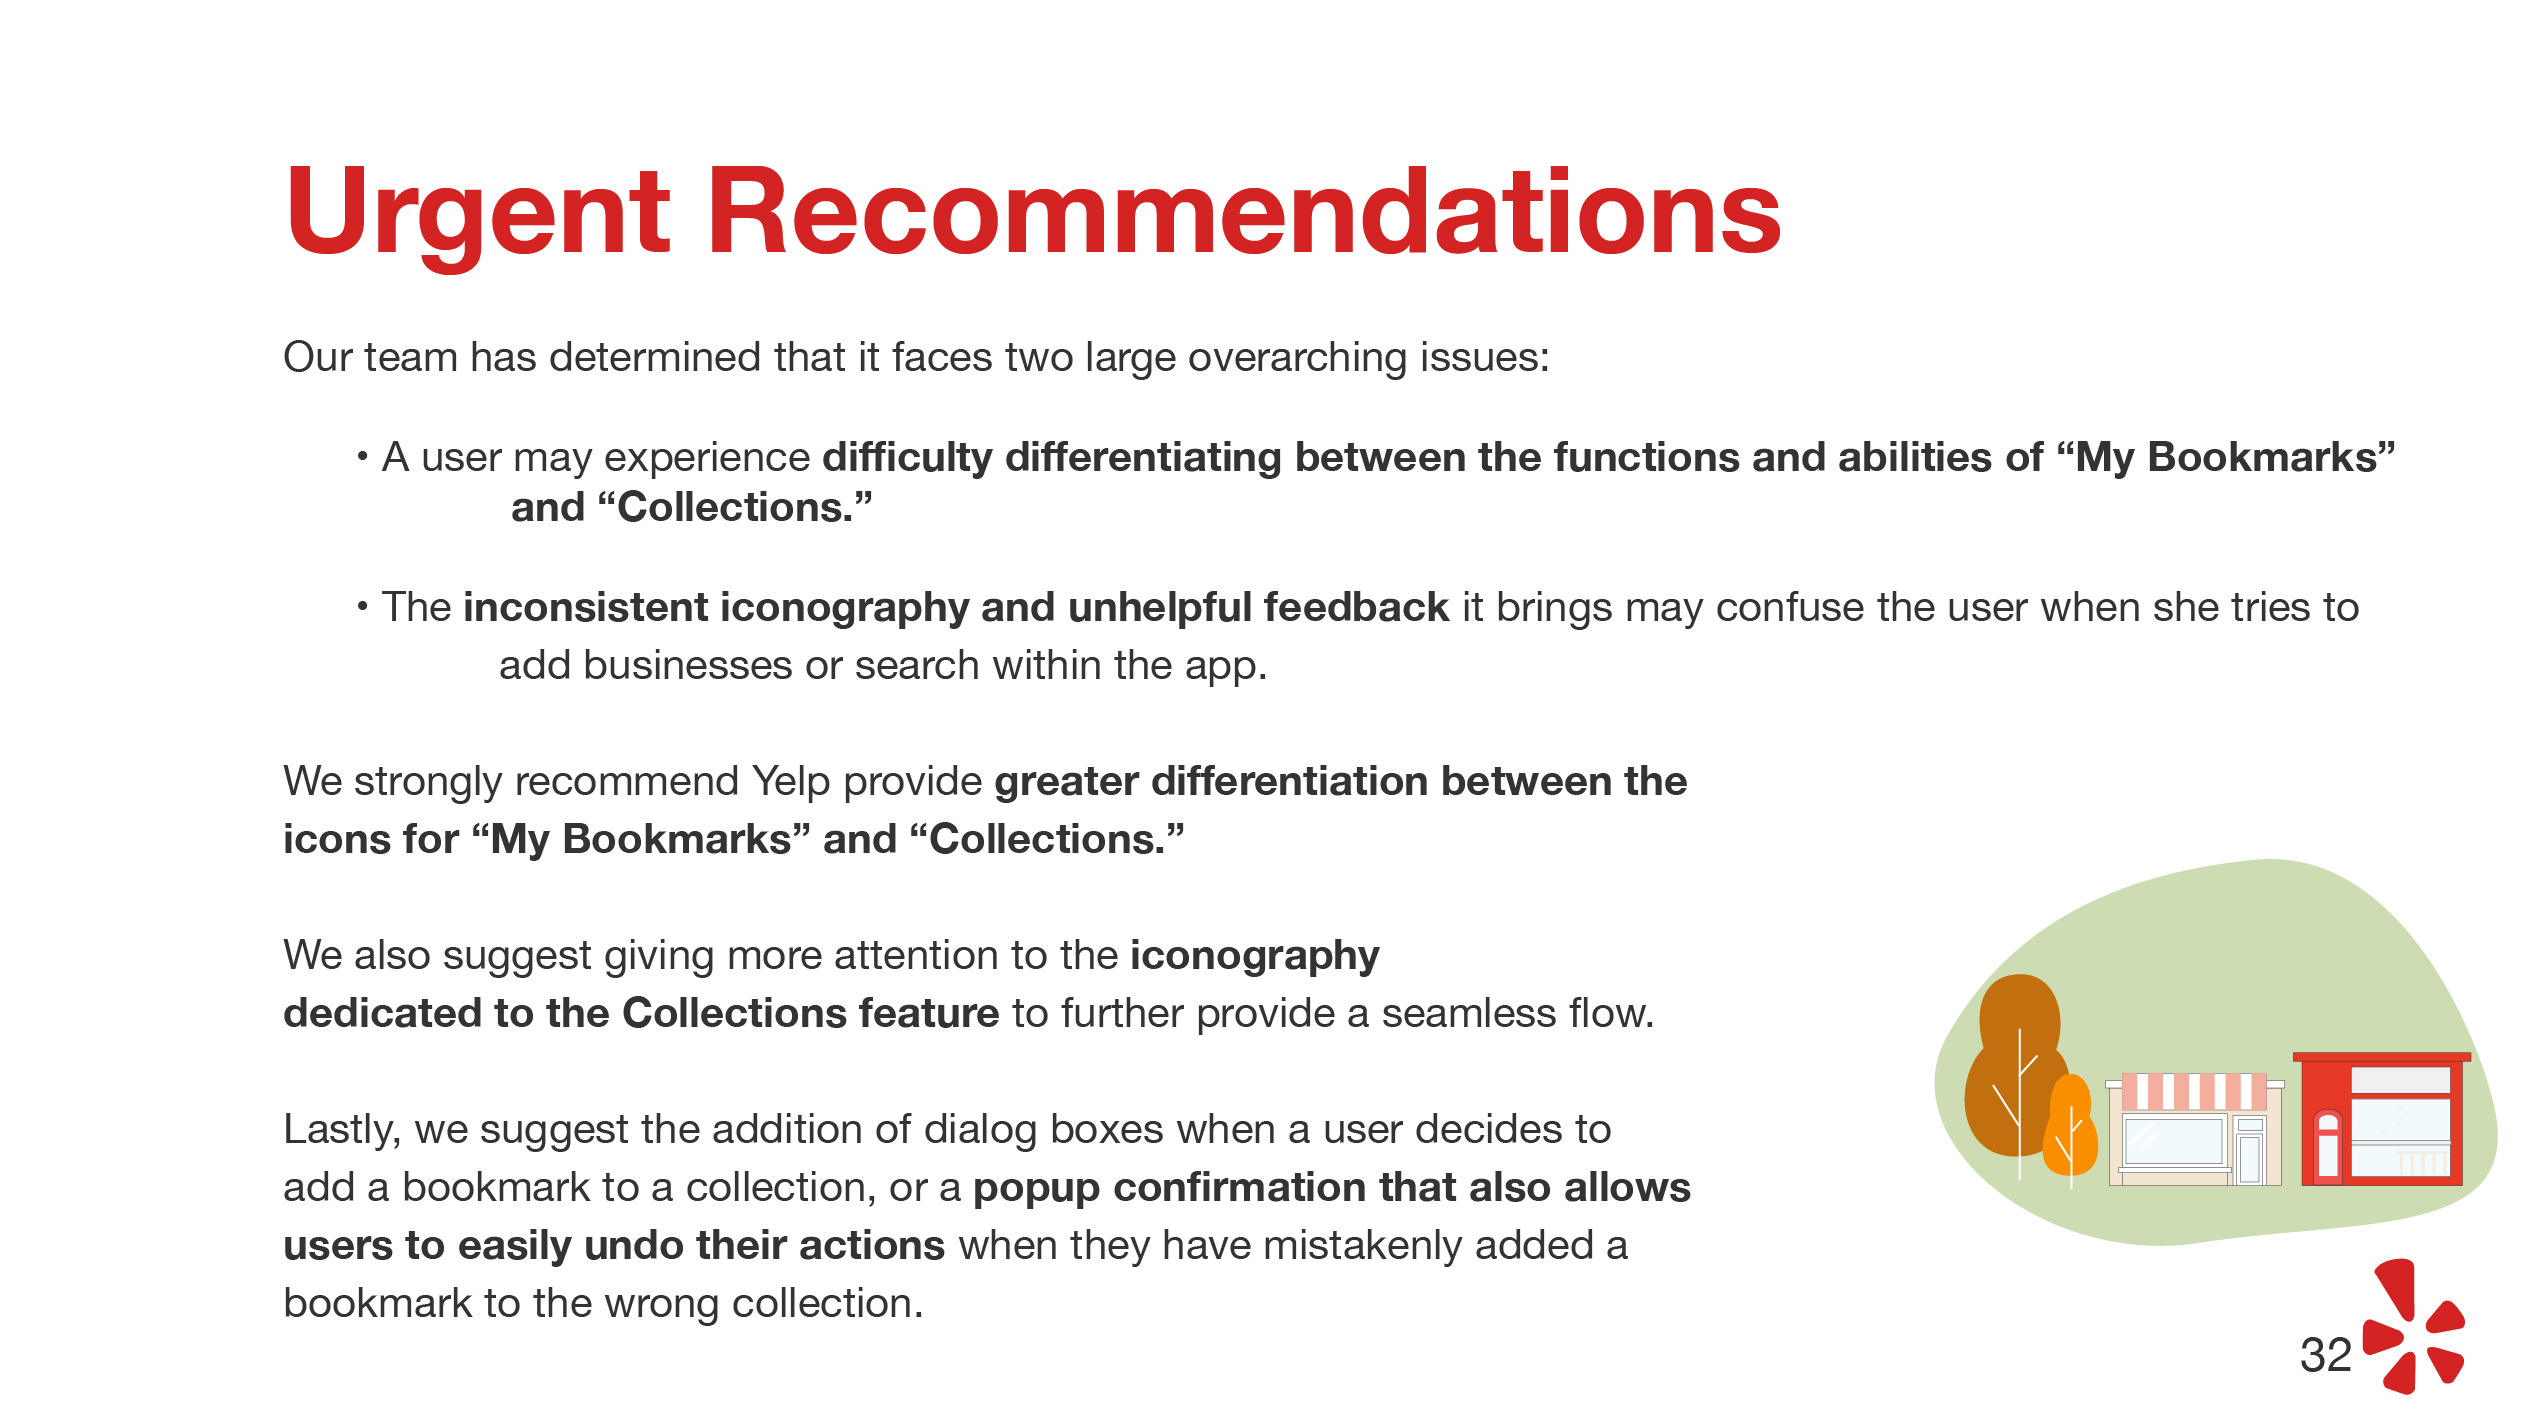 Urgent Recommendations
Our team has determined that it faces two large overarching issues:
• A user may experience difficulty differentiating between the functions and abilities of “My Bookmarks”
and “Collections.”
• The inconsistent iconography and unhelpful feedback it brings may confuse the user when she tries to
add businesses or search within the app.
We strongly recommend Yelp provide greater differentiation between the
icons for “My Bookmarks” and “Collections.”
We also suggest giving more attention to the iconography
dedicated to the Collections feature to further provide a seamless flow.
Lastly, we suggest the addition of dialog boxes when a user decides to
add a bookmark to a collection, or a popup confirmation that also allows
users to easily undo their actions when they have mistakenly added a
bookmark to the wrong collection.
32